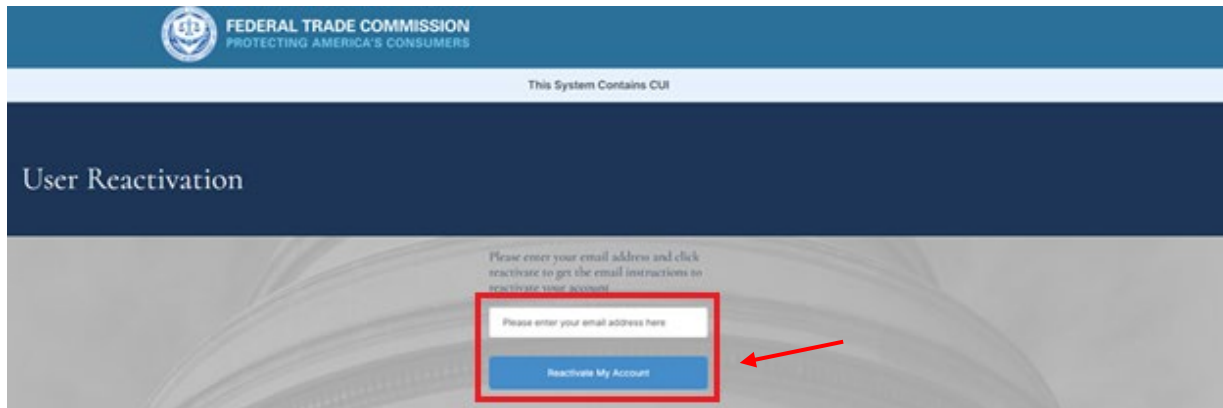 FEDERAL TRADE COMMISSION
PROTECTING AMERICA'S CONSUMERS
This System Contains CUI
User Reactivation
Please enter your email address and click
reactivate to get the email instructions to
reactivate your account
Please enter your email address here
Reactivate My Account